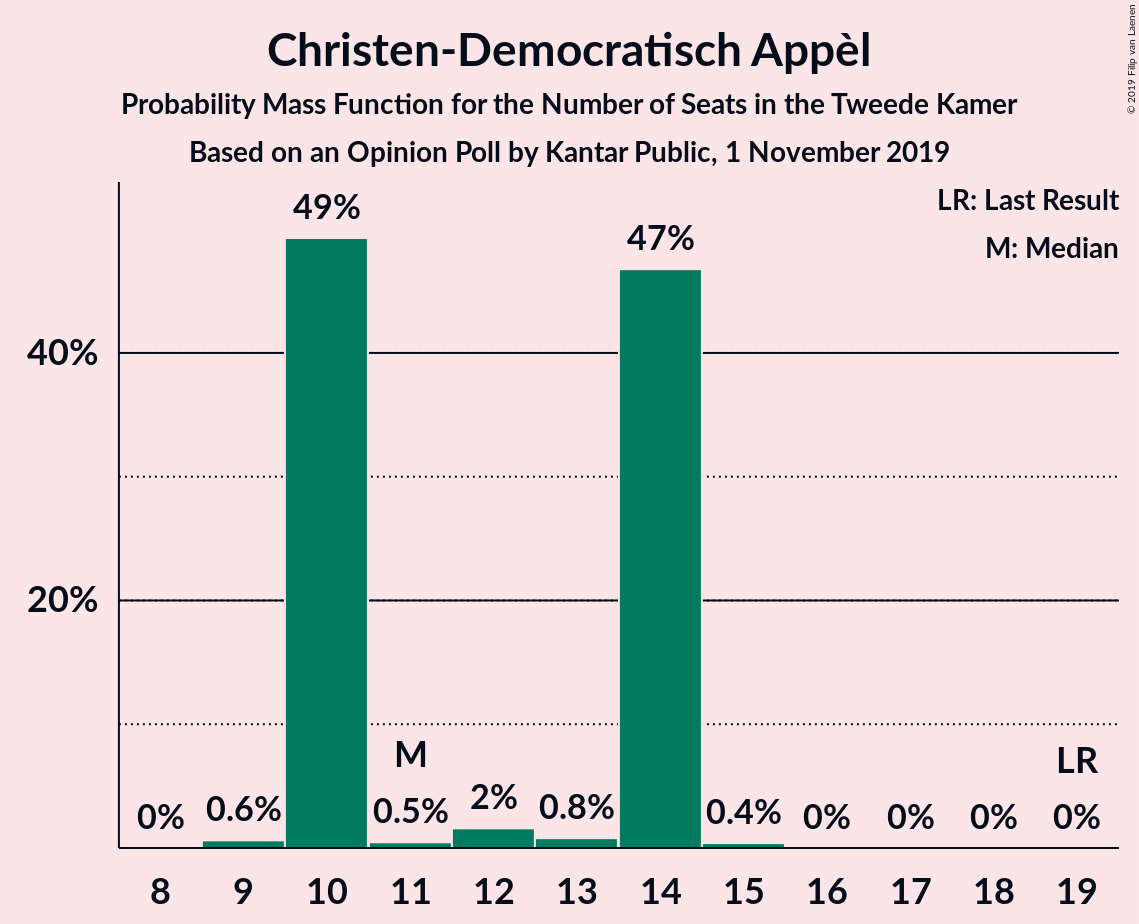 Christen-Democratisch Appèl
Probability Mass Function for the Number of Seats in the Tweede Kamer
Based on an Opinion Poll by Kantar Public, 1 November 2019
© 2019 Filip van Laenen
LR: Last Result
M: Median
49%
47%
40%
20%
M
LR
0%
0.6%
0.5%
2%
0.8%
0.4%
0%
0%
0%
0%
8 9 10 11 12 13 14 15 16 17 18 19